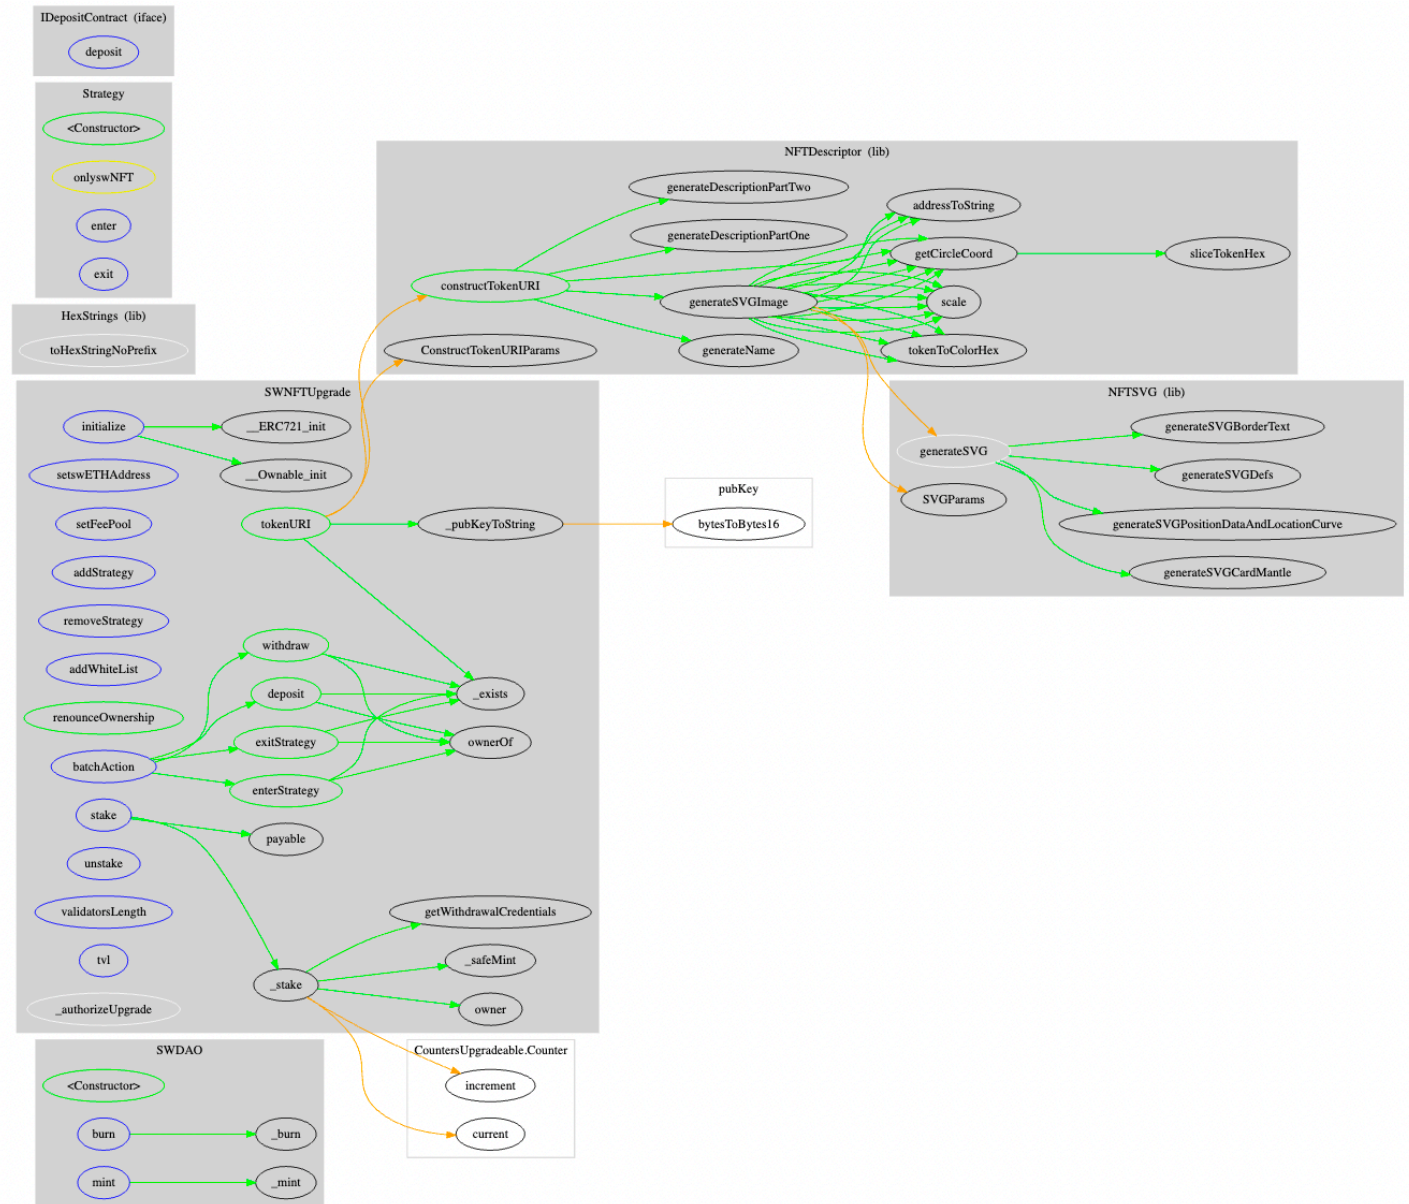 IDepositContract (iface)
deposit
Strategy
<Constructor>
onlyswNFT
enter
exit
HexStrings (lib)
toHexStringNoPrefix
NFTDescriptor (lib)
generateDescriptionPartTwo
generateDescriptionPartOne
constructTokenURI
generateSVGImage
generateName
ConstructTokenURIParams
addressToString
getCircleCoord
scale
tokenToColorHex
sliceTokenHex
SWNFTUpgrade
initialize
__ERC721_init
__Ownable_init
setswETHAddress
setFeePool
tokenURI
_pubKeyToString
addStrategy
removeStrategy
addWhiteList
renounceOwnership
batchAction
withdraw
deposit
exitStrategy
enterStrategy
_exists
ownerOf
stake
payable
unstake
validatorsLength
tvl
_authorizeUpgrade
_stake
getWithdrawalCredentials
_safeMint
owner
pubKey
bytesToBytes16
NFTSVG (lib)
generateSVG
SVGParams
generateSVGBorderText
generateSVGDefs
generateSVGPositionDataAndLocationCurve
generateSVGCardMantle
SWDAO
<Constructor>
burn
_burn
mint
_mint
CountersUpgradeable.Counter
increment
current